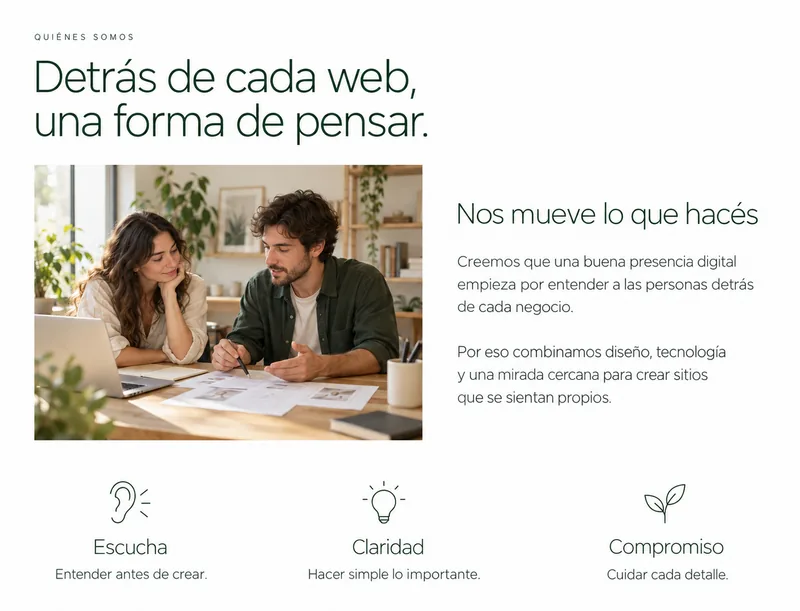 QUIÉNES SOMOS
Detrás de cada web,
una forma de pensar.
Nos mueve lo que hacés
Creemos que una buena presencia digital
empieza por entender a las personas detrás
de cada negocio.
Por eso combinamos diseño, tecnología
y una mirada cercana para crear sitios
que se sientan propios.
Escucha
Entender antes de crear.
Claridad
Hacer simple lo importante.
Compromiso
Cuidar cada detalle.